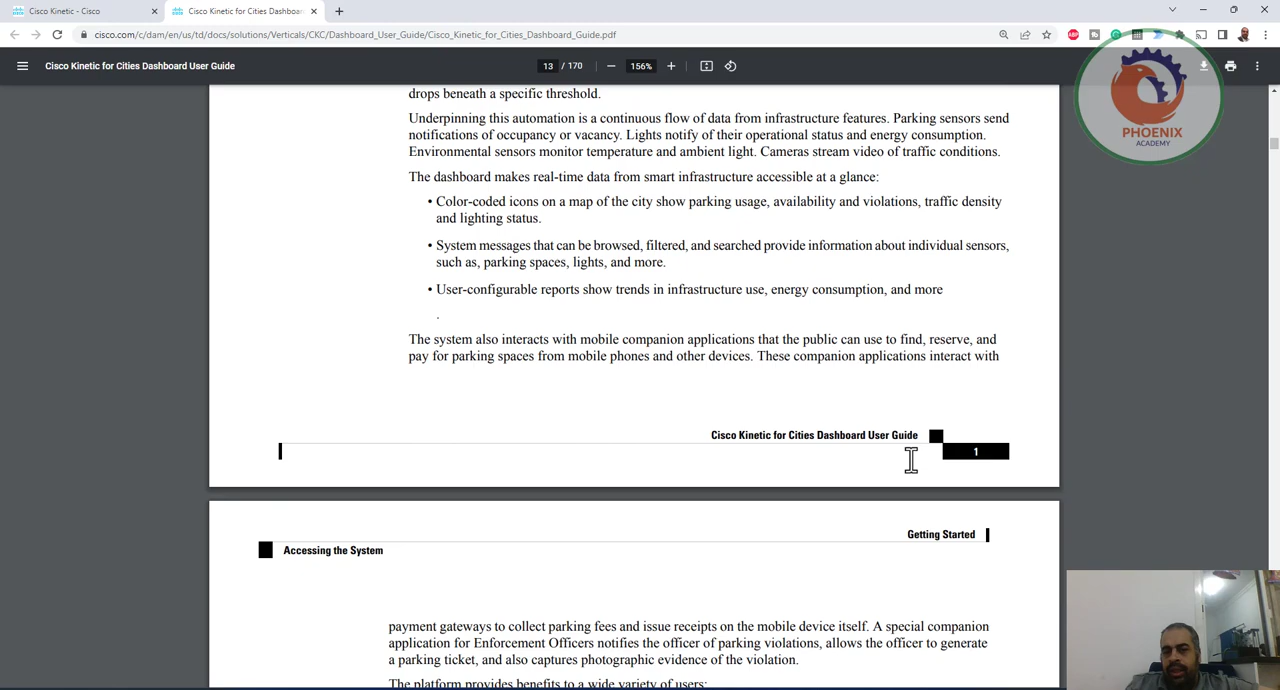 Cisco Kinetic - Cisco
Cisco Kinetic for Cities Dashboar
cisco.com/c/dam/en/us/td/docs/solutions/Verticals/CKC/Dashboard_User_Guide/Cisco_Kinetic_for_Cities_Dashboard_Guide.pdf
ABP
Cisco Kinetic for Cities Dashboard User Guide
13 / 170
156%
PHOENIX
ACADEMY
drops beneath a specific threshold.
Underpinning this automation is a continuous flow of data from infrastructure features. Parking sensors send
notifications of occupancy or vacancy. Lights notify of their operational status and energy consumption.
Environmental sensors monitor temperature and ambient light. Cameras stream video of traffic conditions.
The dashboard makes real-time data from smart infrastructure accessible at a glance:
• Color-coded icons on a map of the city show parking usage, availability and violations, traffic density
and lighting status.
• System messages that can be browsed, filtered, and searched provide information about individual sensors,
such as, parking spaces, lights, and more.
• User-configurable reports show trends in infrastructure use, energy consumption, and more
.
The system also interacts with mobile companion applications that the public can use to find, reserve, and
pay for parking spaces from mobile phones and other devices. These companion applications interact with
Cisco Kinetic for Cities Dashboard User Guide
1
Getting Started
Accessing the System
payment gateways to collect parking fees and issue receipts on the mobile device itself. A special companion
application for Enforcement Officers notifies the officer of parking violations, allows the officer to generate
a parking ticket, and also captures photographic evidence of the violation.
The platform provides benefits to a wide variety of users: